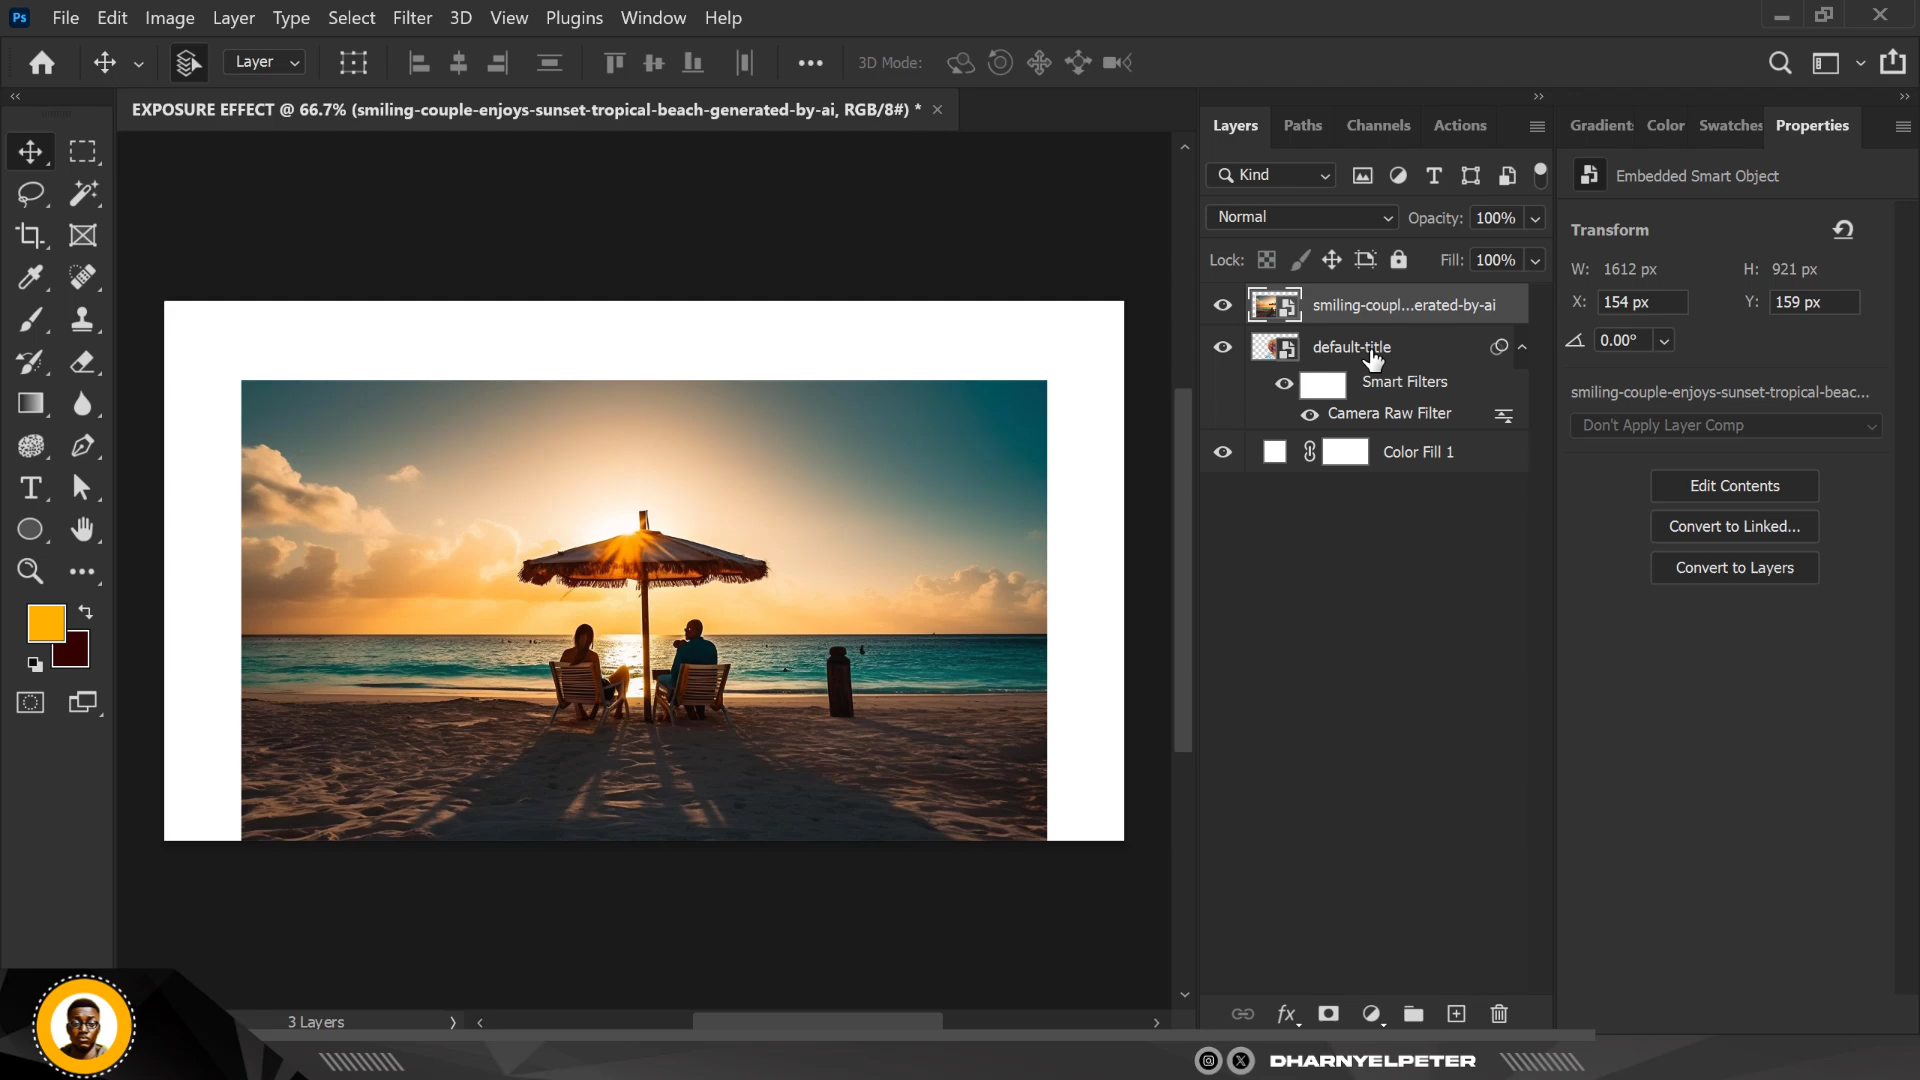 Ps File Edit Image Layer Type Select Filter 3D View Plugins Window Help
Layer 3D Mode:
EXPOSURE EFFECT @ 66.7% (smiling-couple-enjoys-sunset-tropical-beach-generated-by-ai, RGB/8#) *
Layers Paths Channels Actions
Kind
Normal Opacity: 100%
Lock: Fill: 100%
smiling-coupl...erated-by-ai
default-title
Smart Filters
Camera Raw Filter
Color Fill 1
Gradient Color Swatches Properties
Embedded Smart Object
Transform
W: 1612 px H: 921 px
X: 154 px Y: 159 px
0.00°
smiling-couple-enjoys-sunset-tropical-beac...
Don't Apply Layer Comp
Edit Contents
Convert to Linked...
Convert to Layers
3 Layers
fx
DHARNYELPETER